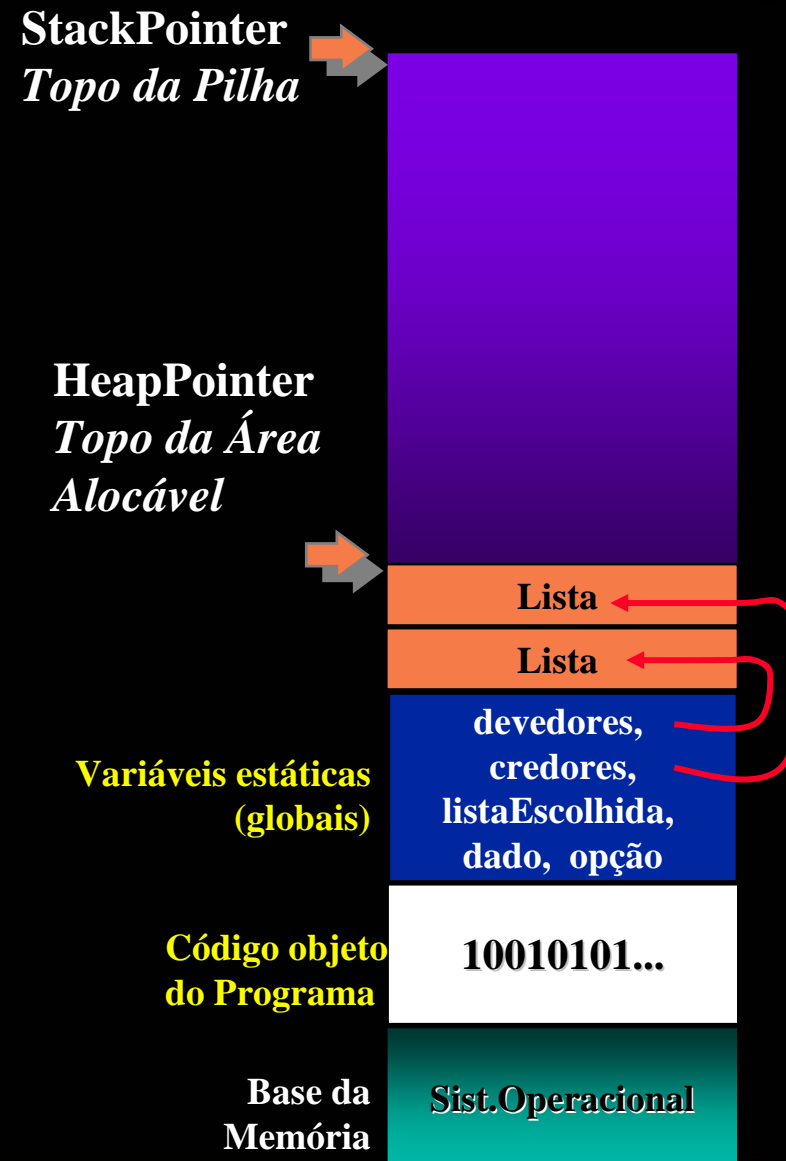 StackPointer
Topo da Pilha
HeapPointer
Topo da Área
Alocável
Lista
Lista
devedores,
credores,
listaEscolhida,
dado, opção
Variáveis estáticas
(globais)
10010101...
Código objeto
do Programa
Sist.Operacional
Base da
Memória